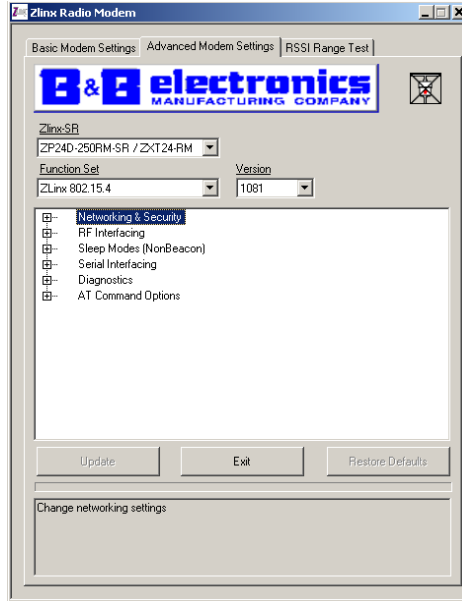 Zlinx Radio Modem
Basic Modem Settings Advanced Modem Settings RSSI Range Test
B&B electronics
MANUFACTURING COMPANY
Zlinx-SR
ZP24D-250RM-SR / ZXT24-RM
Function Set Version
ZLinx 802.15.4 1081
Networking & Security
RF Interfacing
Sleep Modes (NonBeacon)
Serial Interfacing
Diagnostics
AT Command Options
Update Exit Restore Defaults
Change networking settings